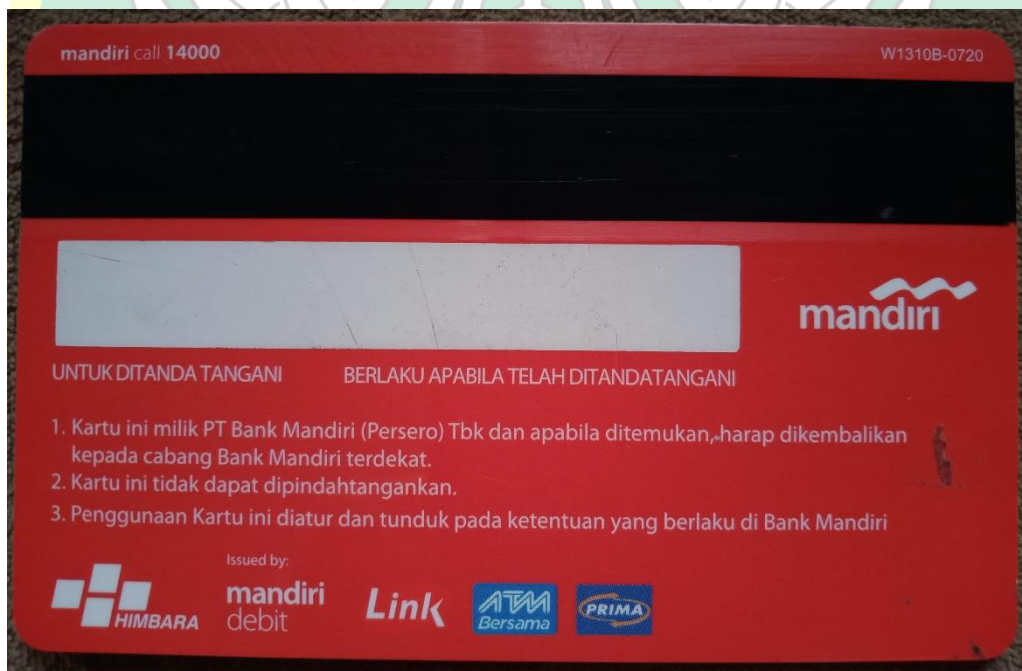 mandiri call 14000
W1310B-0720
mandiri
UNTUK DITANDA TANGANI
BERLAKU APABILA TELAH DITANDATANGANI
1. Kartu ini milik PT Bank Mandiri (Persero) Tbk dan apabila ditemukan, harap dikembalikan
kepada cabang Bank Mandiri terdekat.
2. Kartu ini tidak dapat dipindahtangankan.
3. Penggunaan Kartu ini diatur dan tunduk pada ketentuan yang berlaku di Bank Mandiri
HIMBARA
Issued by:
mandiri
debit
Link
ATM
Bersama
PRIMA